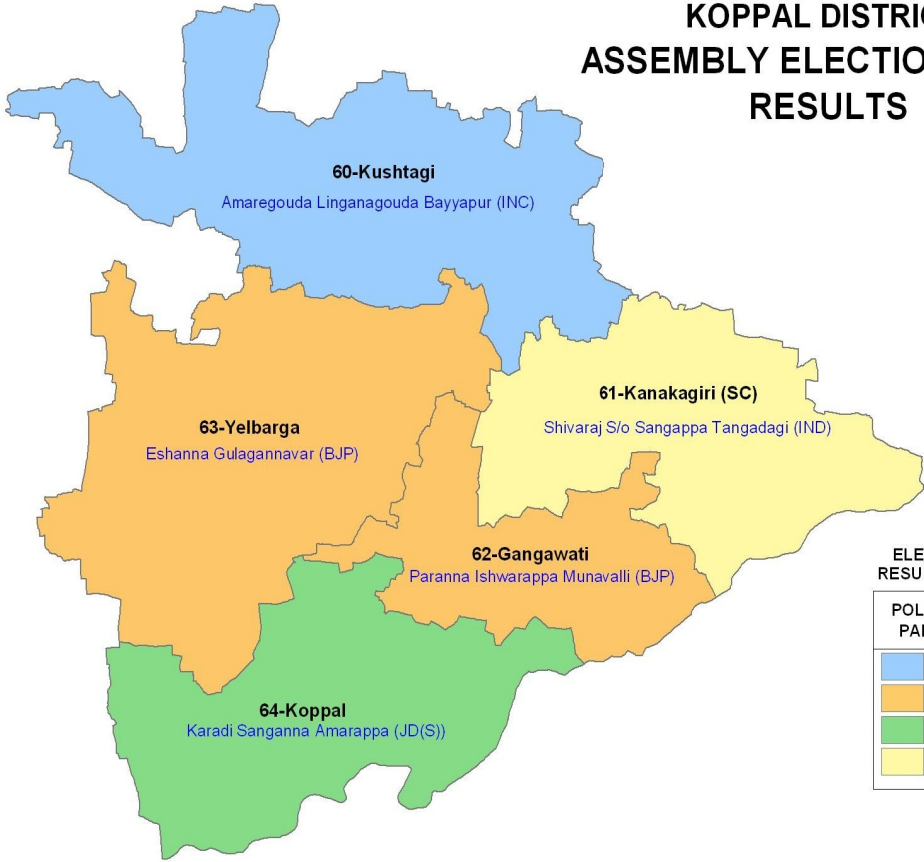 KOPPAL DISTRI
ASSEMBLY ELECTIO
RESULTS
60-Kushtagi
Amaregouda Linganagouda Bayyapur (INC)
61-Kanakagiri (SC)
Shivaraj S/o Sangappa Tangadagi (IND)
63-Yelbarga
Eshanna Gulagannavar (BJP)
62-Gangawati
Paranna Ishwarappa Munavalli (BJP)
64-Koppal
Karadi Sanganna Amarappa (JD(S))
ELE
RESU
POL
PA